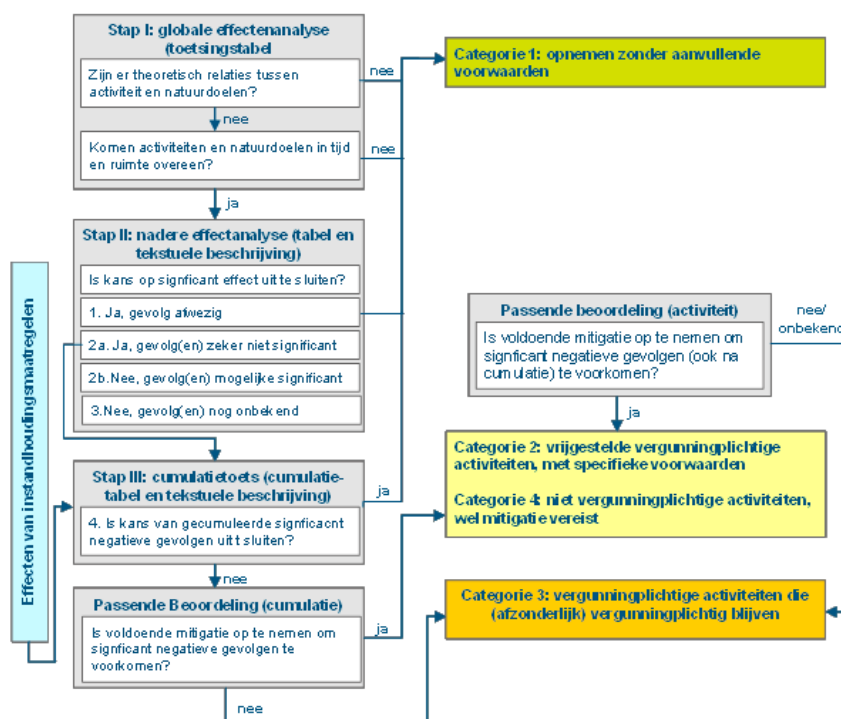 Stap I: globale effectenanalyse
(toetsingstabel
Zijn er theoretisch relaties tussen
activiteit en natuurdoelen?
nee
nee
Komen activiteiten en natuurdoelen in tijd
en ruimte overeen?
nee
ja
Categorie 1: opnemen zonder aanvullende
voorwaarden
Stap II: nadere effectanalyse (tabel en
tekstuele beschrijving)
Is kans op signficant effect uit te sluiten?
1. Ja, gevolg afwezig
2a. Ja, gevolg(en) zeker niet significant
2b.Nee, gevolg(en) mogelijke significant
3.Nee, gevolg(en) nog onbekend
Effecten van instandhoudingsmaatregelen
Passende beoordeling (activiteit)
Is voldoende mitigatie op te nemen om
signficant negatieve gevolgen (ook na
cumulatie) te voorkomen?
nee/
onbekend
ja
Stap III: cumulatietoets (cumulatie-
tabel en tekstuele beschrijving)
4. Is kans van gecumuleerde signficacnt
negatieve gevolgen uit t sluiten?
ja
nee
Categorie 2: vrijgestelde vergunningplichtige
activiteiten, met specifieke voorwaarden
Categorie 4: niet vergunningplichtige activiteiten,
wel mitigatie vereist
Passende Beoordeling (cumulatie)
Is voldoende mitigatie op te nemen om
signficant negatieve gevolgen te
voorkomen?
ja
nee
Categorie 3: vergunningplichtige activiteiten die
(afzonderlijk) vergunningplichtig blijven